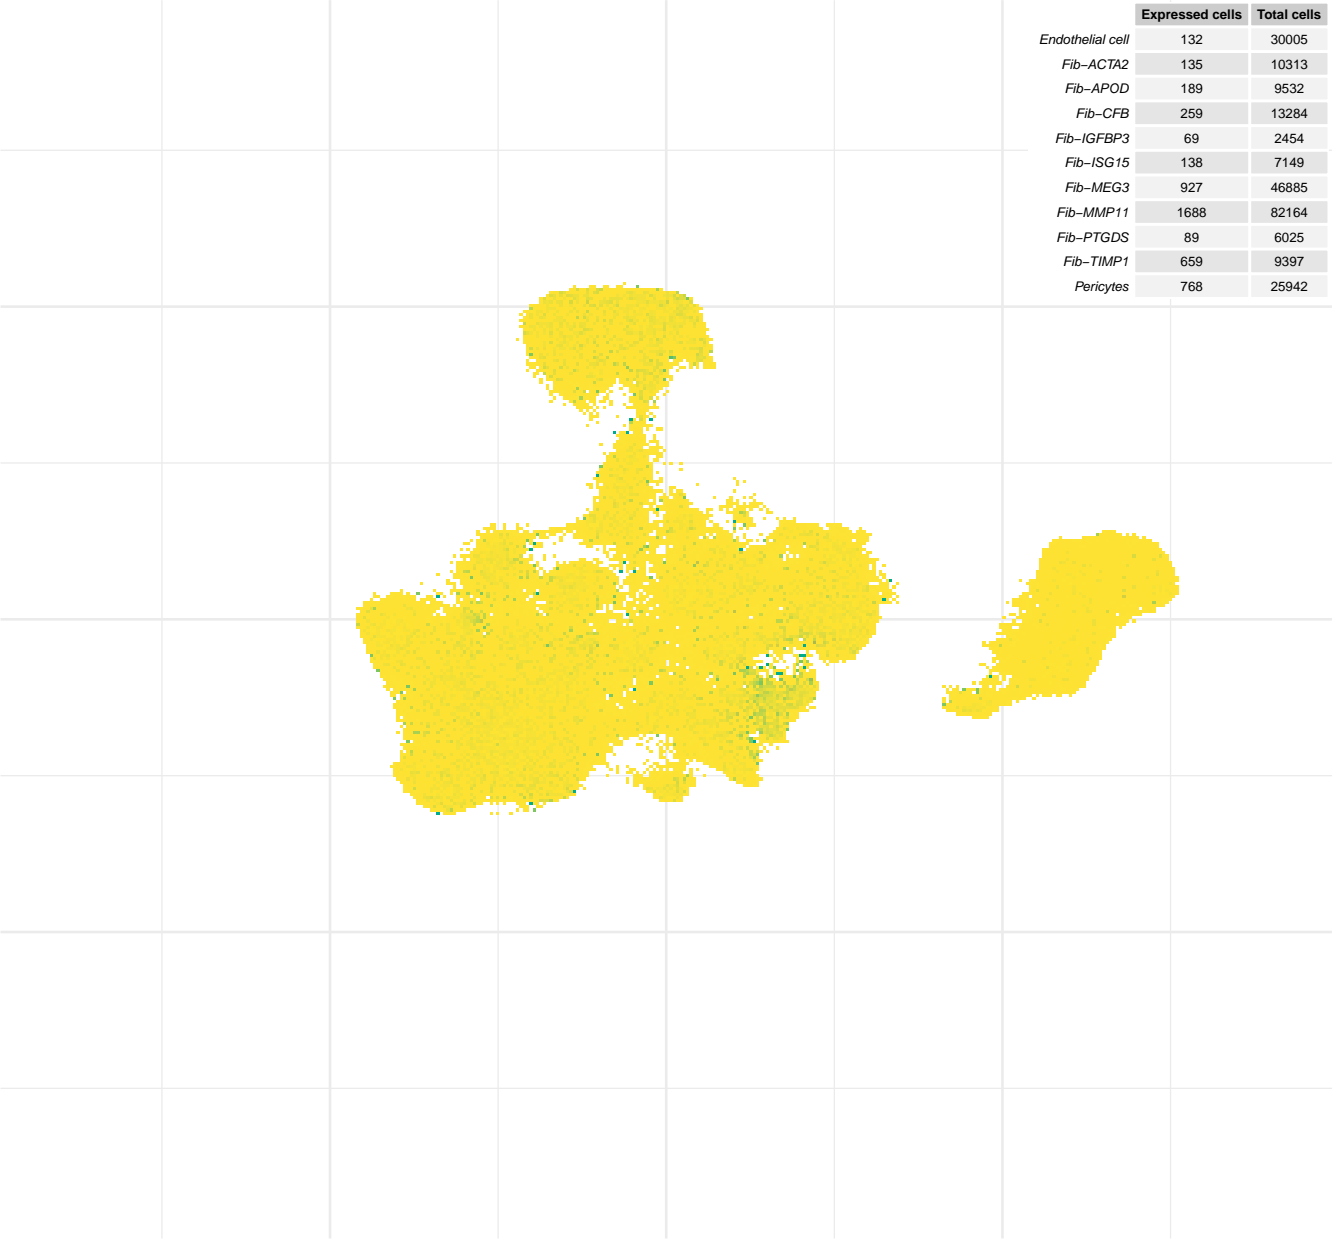 Expressed cells Total cells
Endothelial cell 132 30005
Fib−ACTA2 135 10313
Fib−APOD 189 9532
Fib−CFB 259 13284
Fib−IGFBP3 69 2454
Fib−ISG15 138 7149
Fib−MEG3 927 46885
Fib−MMP11 1688 82164
Fib−PTGDS 89 6025
Fib−TIMP1 659 9397
Pericytes 768 25942